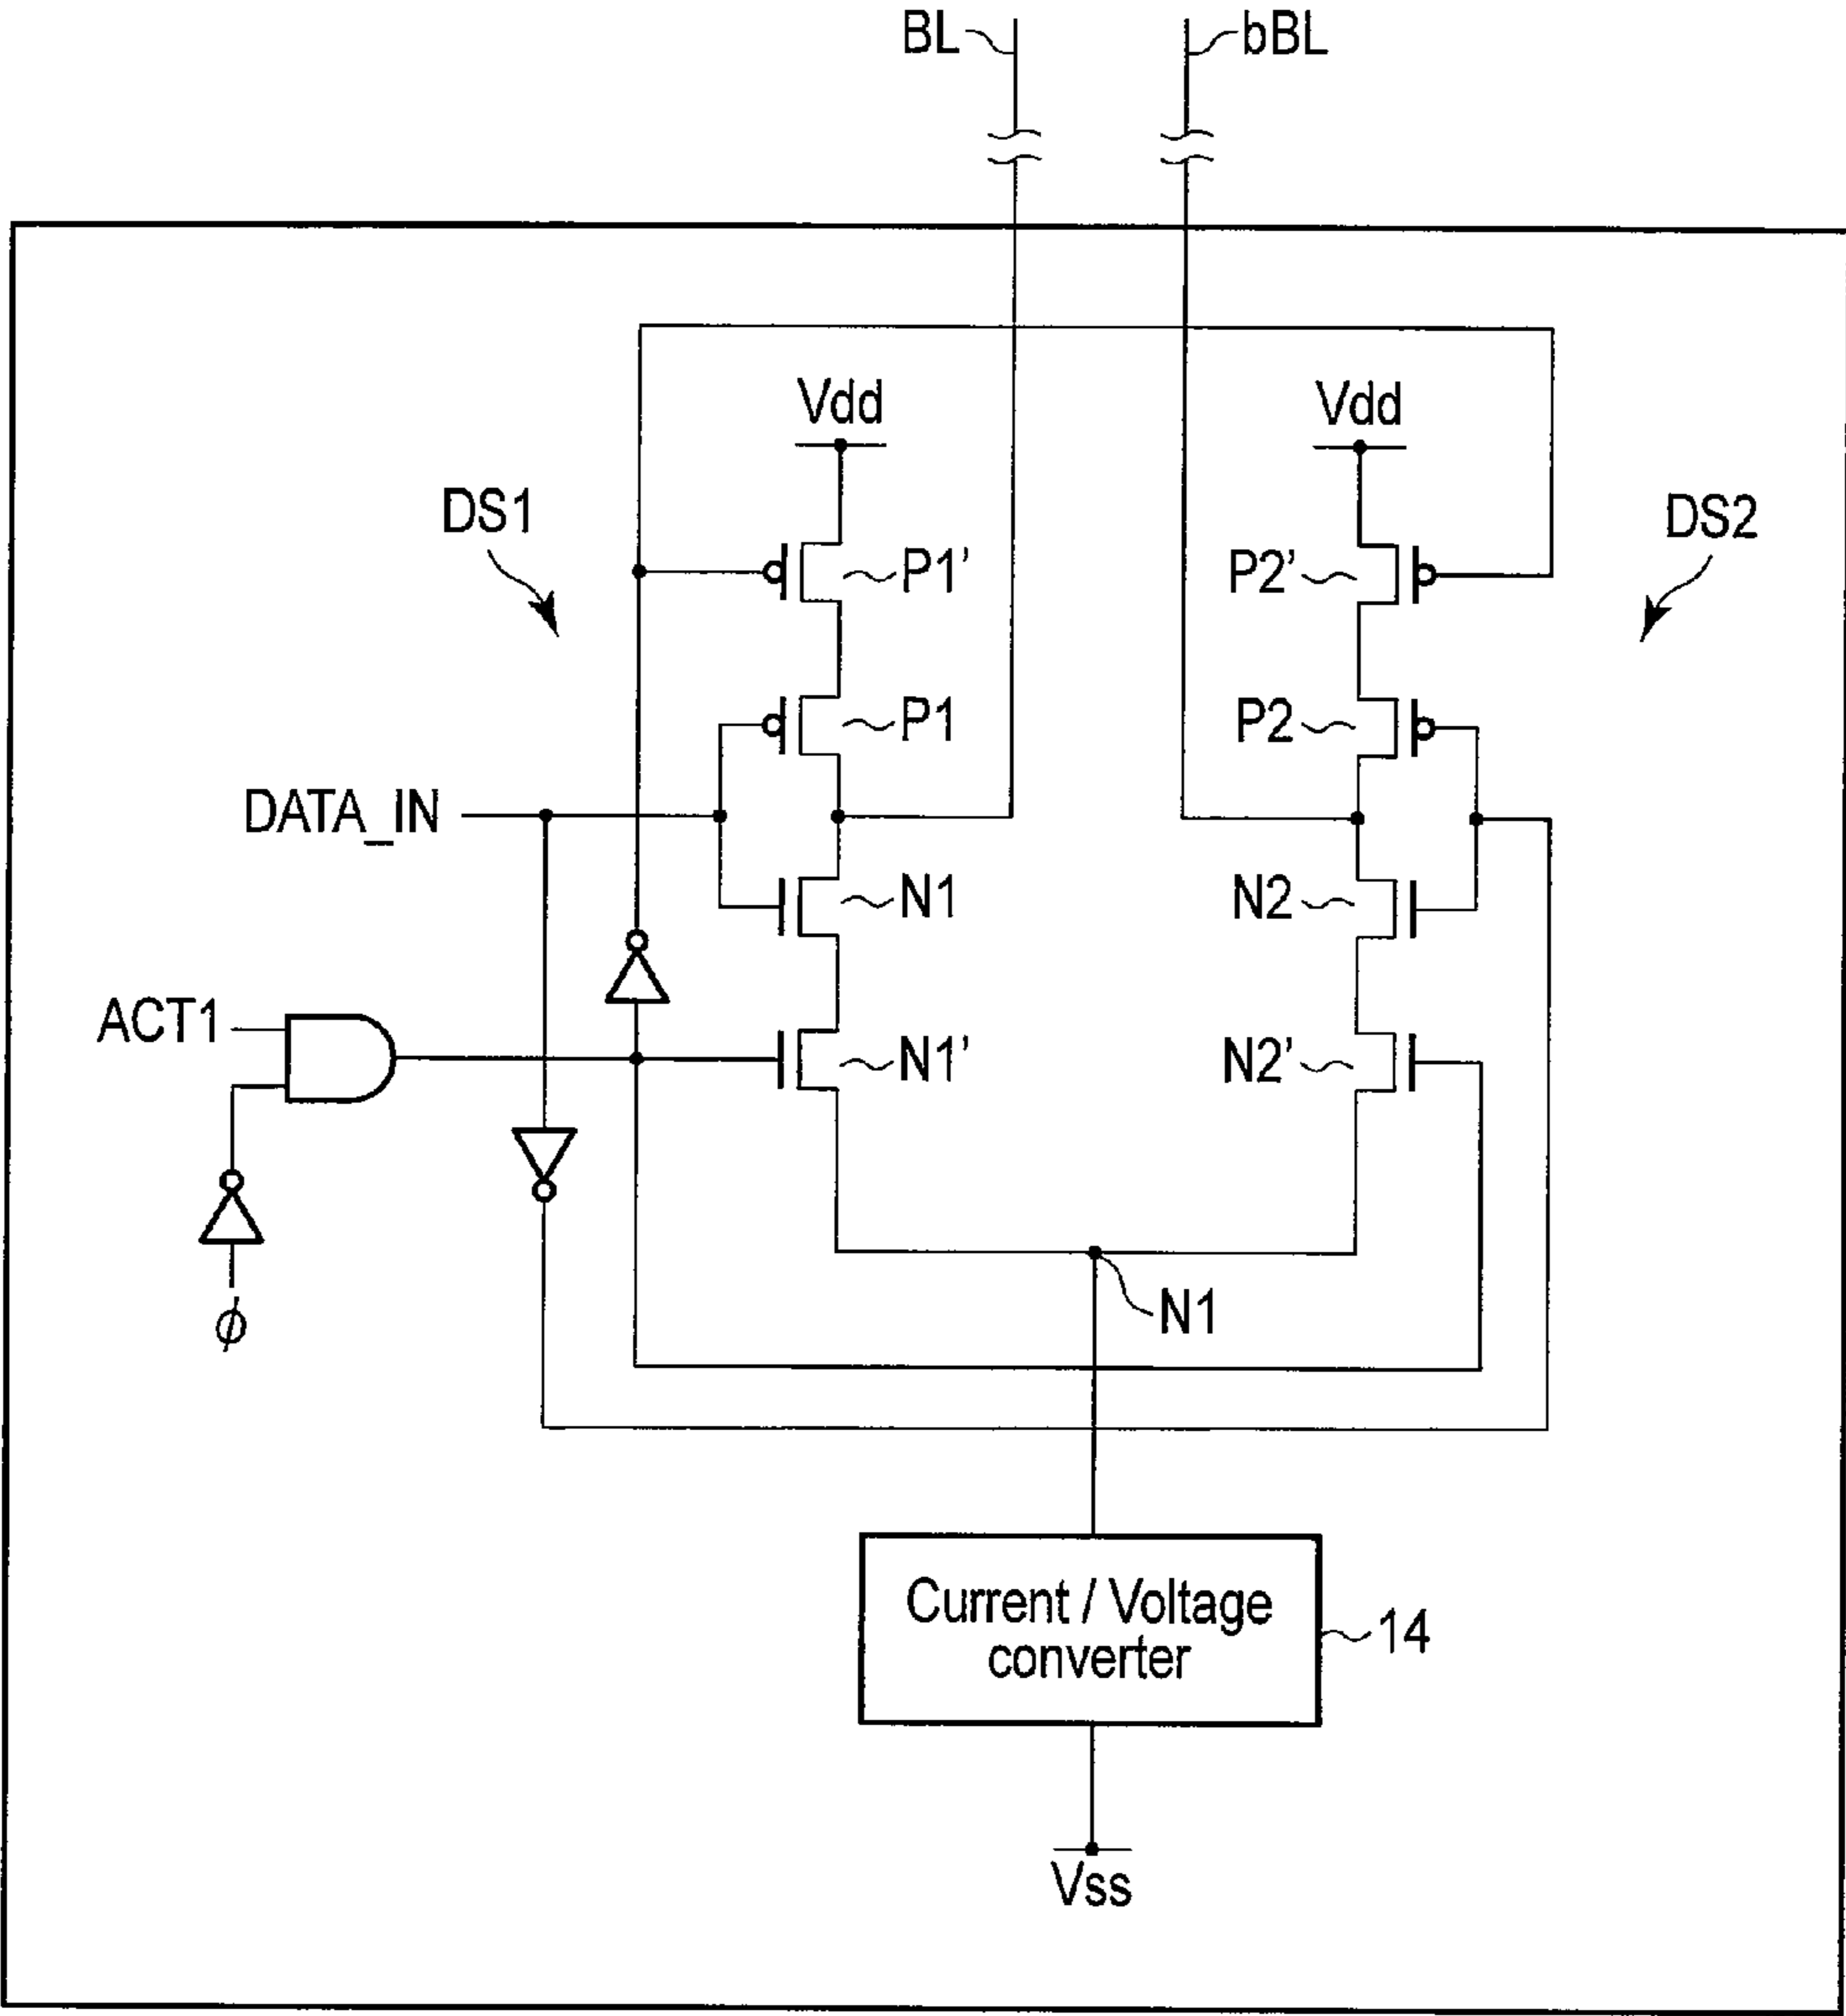 BL
bBL
Vdd
Vdd
DS1
DS2
P1’
P2’
P1
P2
DATA_IN
N1
N2
ACT1
N1’
N2’
ϕ
N1
Current / Voltage
converter
14
Vss